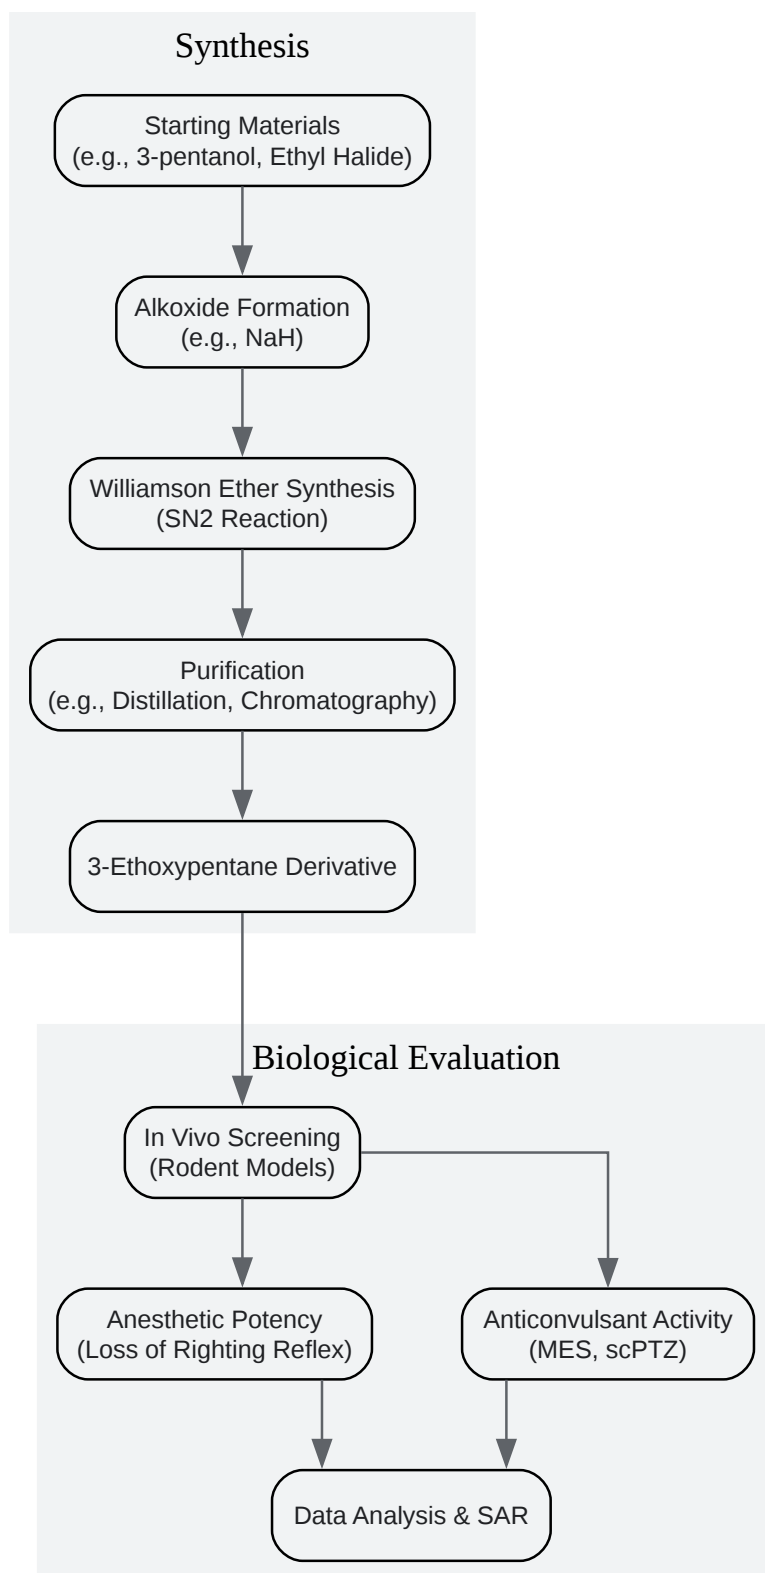 Synthesis
Starting Materials
(e.g., 3-pentanol, Ethyl Halide)
Alkoxide Formation
(e.g., NaH)
Williamson Ether Synthesis
(SN2 Reaction)
Purification
(e.g., Distillation, Chromatography)
3-Ethoxypentane Derivative
Biological Evaluation
In Vivo Screening
(Rodent Models)
Anesthetic Potency
(Loss of Righting Reflex)
Anticonvulsant Activity
(MES, scPTZ)
Data Analysis & SAR